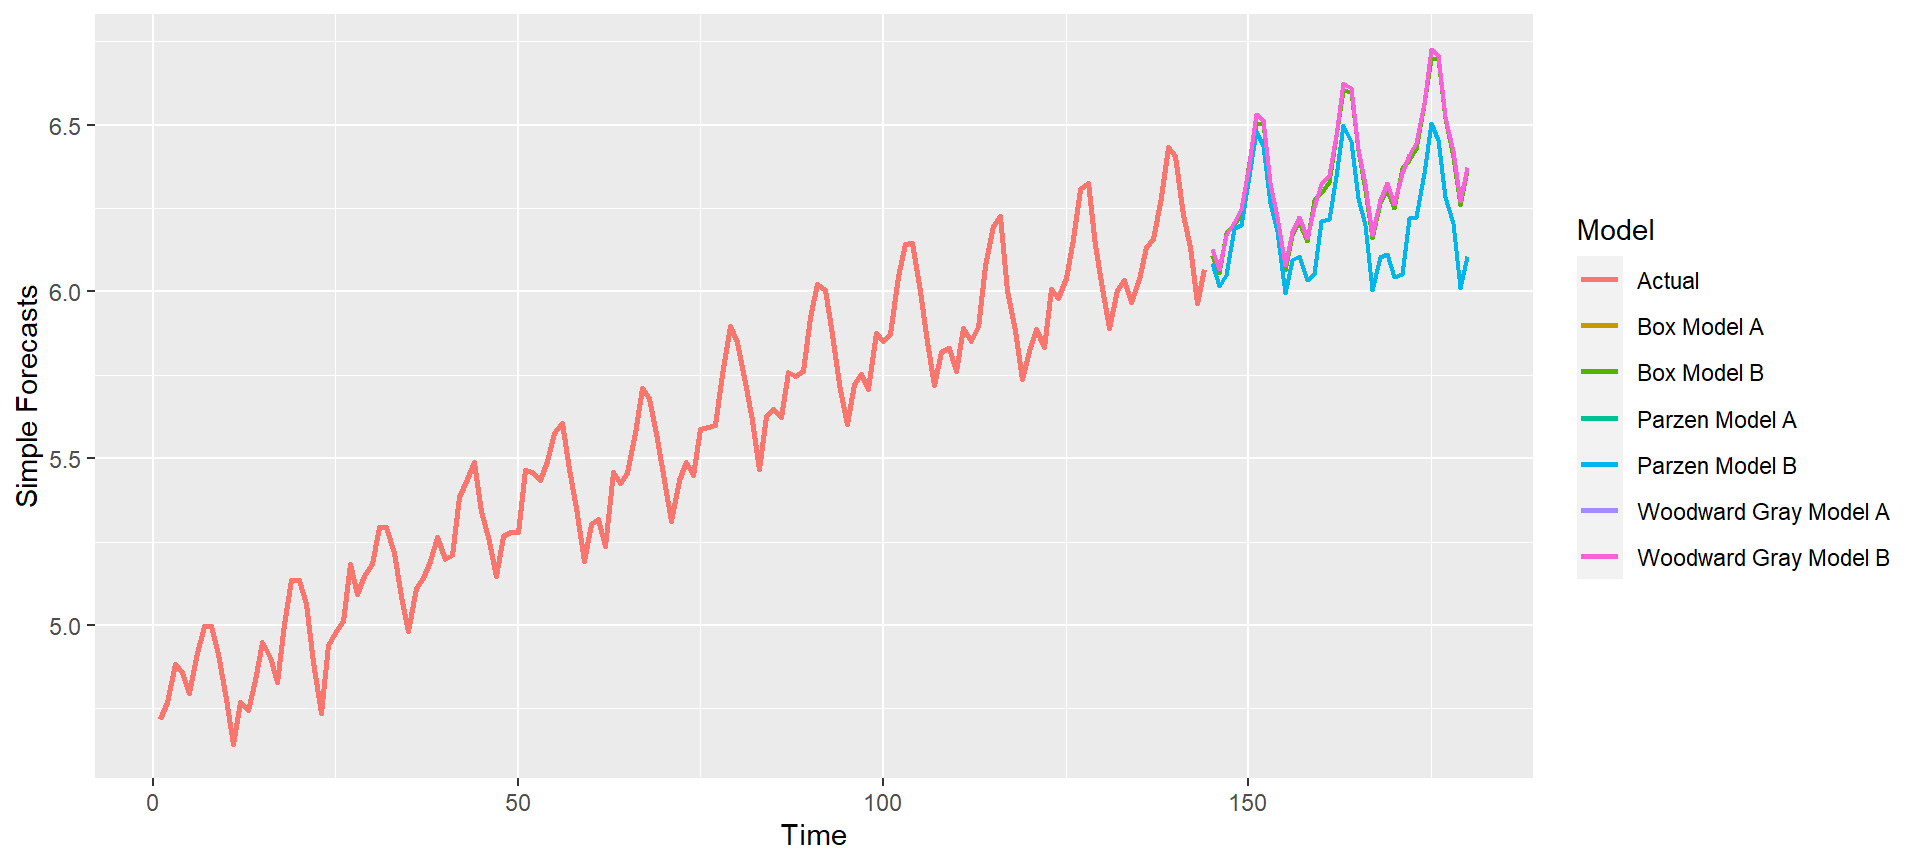 Simple Forecasts
6.5
6.0
5.5
5.0
0
50
100
150
Time
Model
Actual
Box Model A
Box Model B
Parzen Model A
Parzen Model B
Woodward Gray Model A
Woodward Gray Model B